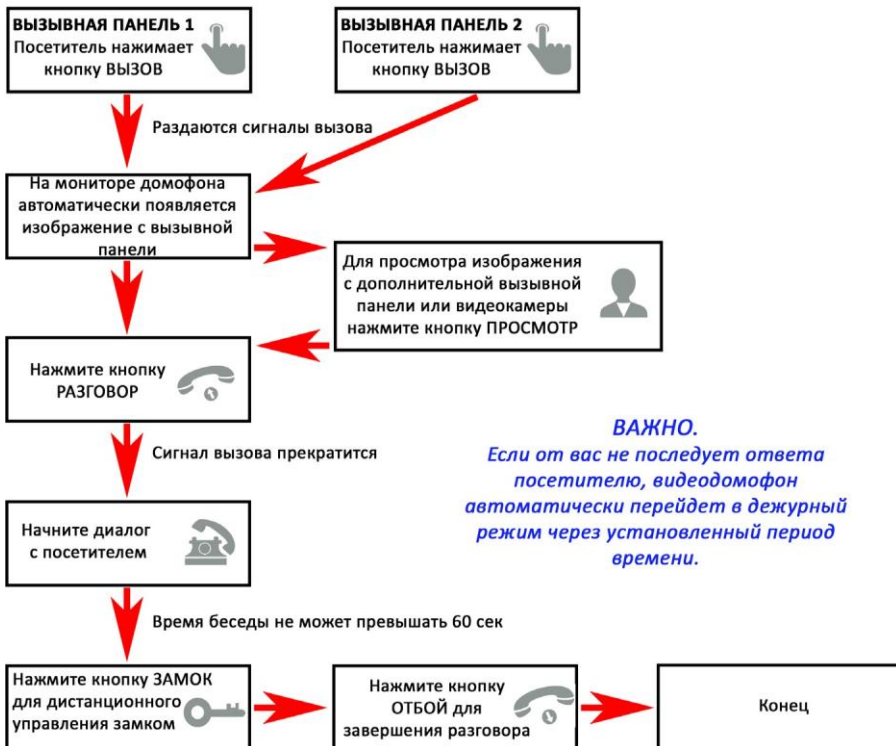 ВЫЗЫВНАЯ ПАНЕЛЬ 1
Посетитель нажимает
кнопку ВЫЗОВ
ВЫЗЫВНАЯ ПАНЕЛЬ 2
Посетитель нажимает
кнопку ВЫЗОВ
Раздаются сигналы вызова
На мониторе домофона
автоматически появляется
изображение с вызывной
панели
Для просмотра изображения
с дополнительной вызывной
панели или видеокамеры
нажмите кнопку ПРОСМОТР
Нажмите кнопку
РАЗГОВОР
Сигнал вызова прекратится
ВАЖНО.
Если от вас не последует ответа
посетителю, видеодомофон
автоматически перейдет в дежурный
режим через установленный период
времени.
Начните диалог
с посетителем
Время беседы не может превышать 60 сек
Нажмите кнопку ЗАМОК
для дистанционного
управления замком
Нажмите кнопку
ОТБОЙ для
завершения разговора
Конец